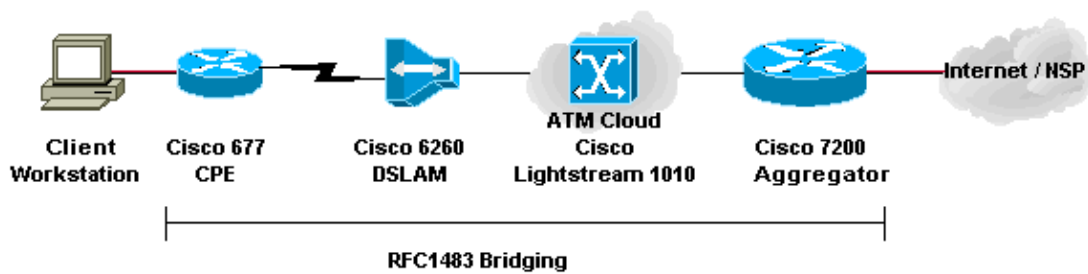 Internet / NSP
ATM Cloud
Client
Workstation
Cisco 677
CPE
Cisco 6260
DSLAM
Cisco
Lightstream 1010
Cisco 7200
Aggregator
RFC1483 Bridging